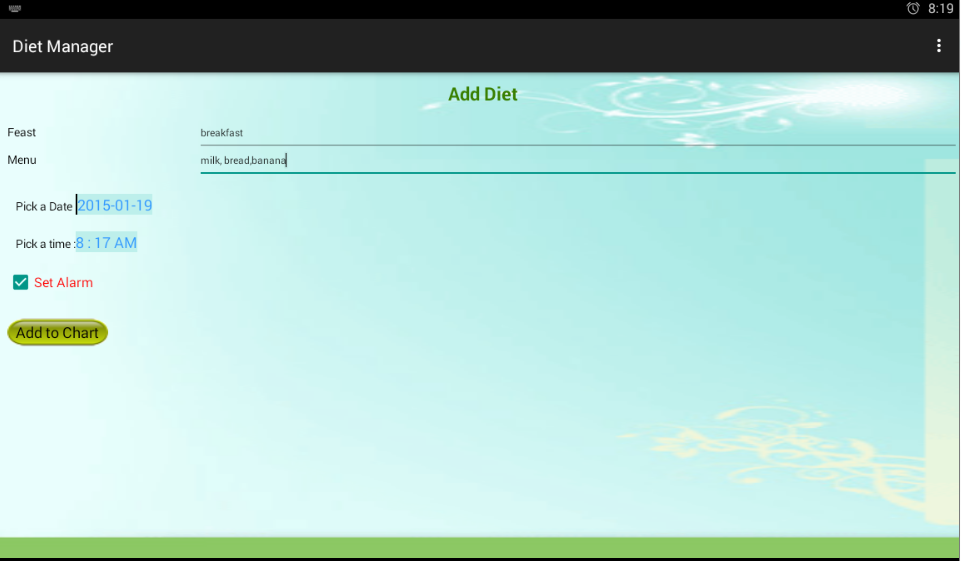 8:19
Diet Manager
Add Diet
Feast breakfast
Menu milk, bread,banana
Pick a Date 2015-01-19
Pick a time :8 : 17 AM
Set Alarm
Add to Chart